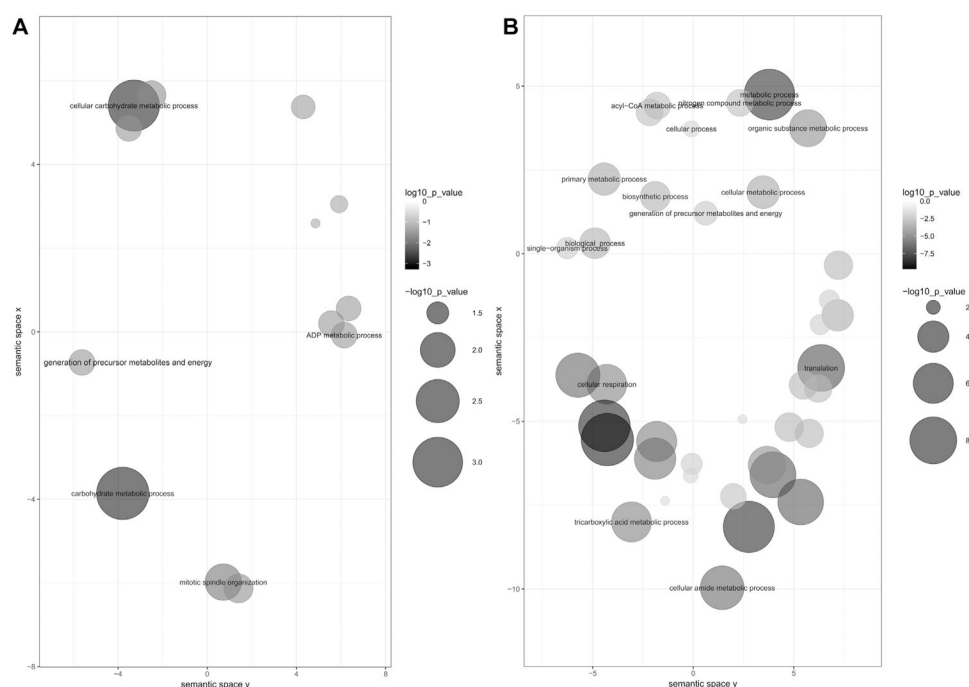 A
cellular carbohydrate metabolic process
ADP metabolic process
generation of precursor metabolites and energy
carbohydrate metabolic process
mitotic spindle organization
4
0
-4
-8
-4
0
4
8
semantic space x
semantic space y
log10_p_value
0
-1
-2
-3
-log10_p_value
1.5
2.0
2.5
3.0
B
metabolic process
acyl-CoA metabolic process
nitrogen compound metabolic process
cellular process
organic substance metabolic process
primary metabolic process
biosynthetic process
cellular metabolic process
generation of precursor metabolites and energy
biological process
single-organism process
translation
cellular respiration
tricarboxylic acid metabolic process
cellular amide metabolic process
5
0
-5
-10
-5
0
5
semantic space x
semantic space y
log10_p_value
0.0
-2.5
-5.0
-7.5
-log10_p_value
2
4
6
8